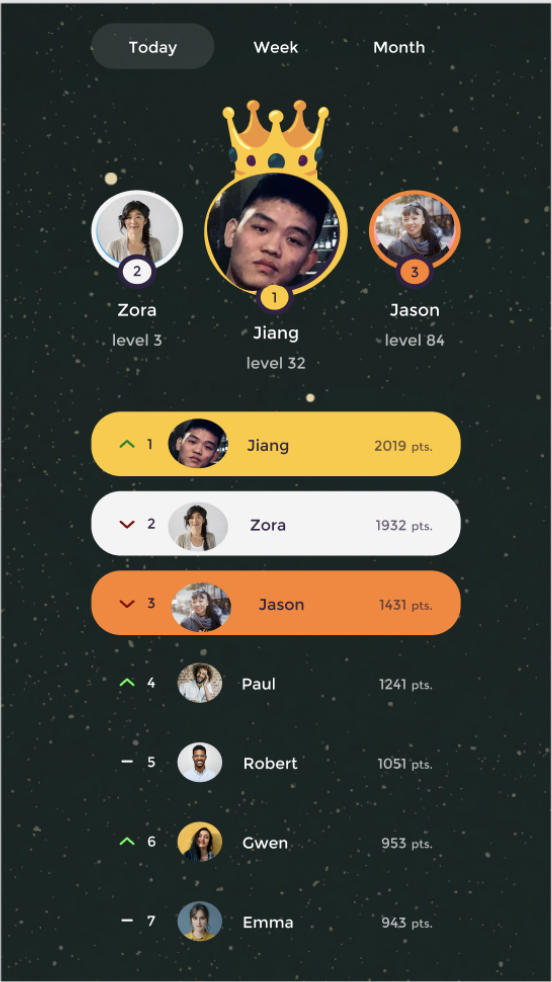 Today Week Month
2
3
1
Zora
Jason
Jiang
level 3
level 84
level 32
1 Jiang 2019 pts.
2 Zora 1932 pts.
3 Jason 1431 pts.
4 Paul 1241 pts.
5 Robert 1051 pts.
6 Gwen 953 pts.
7 Emma 943 pts.